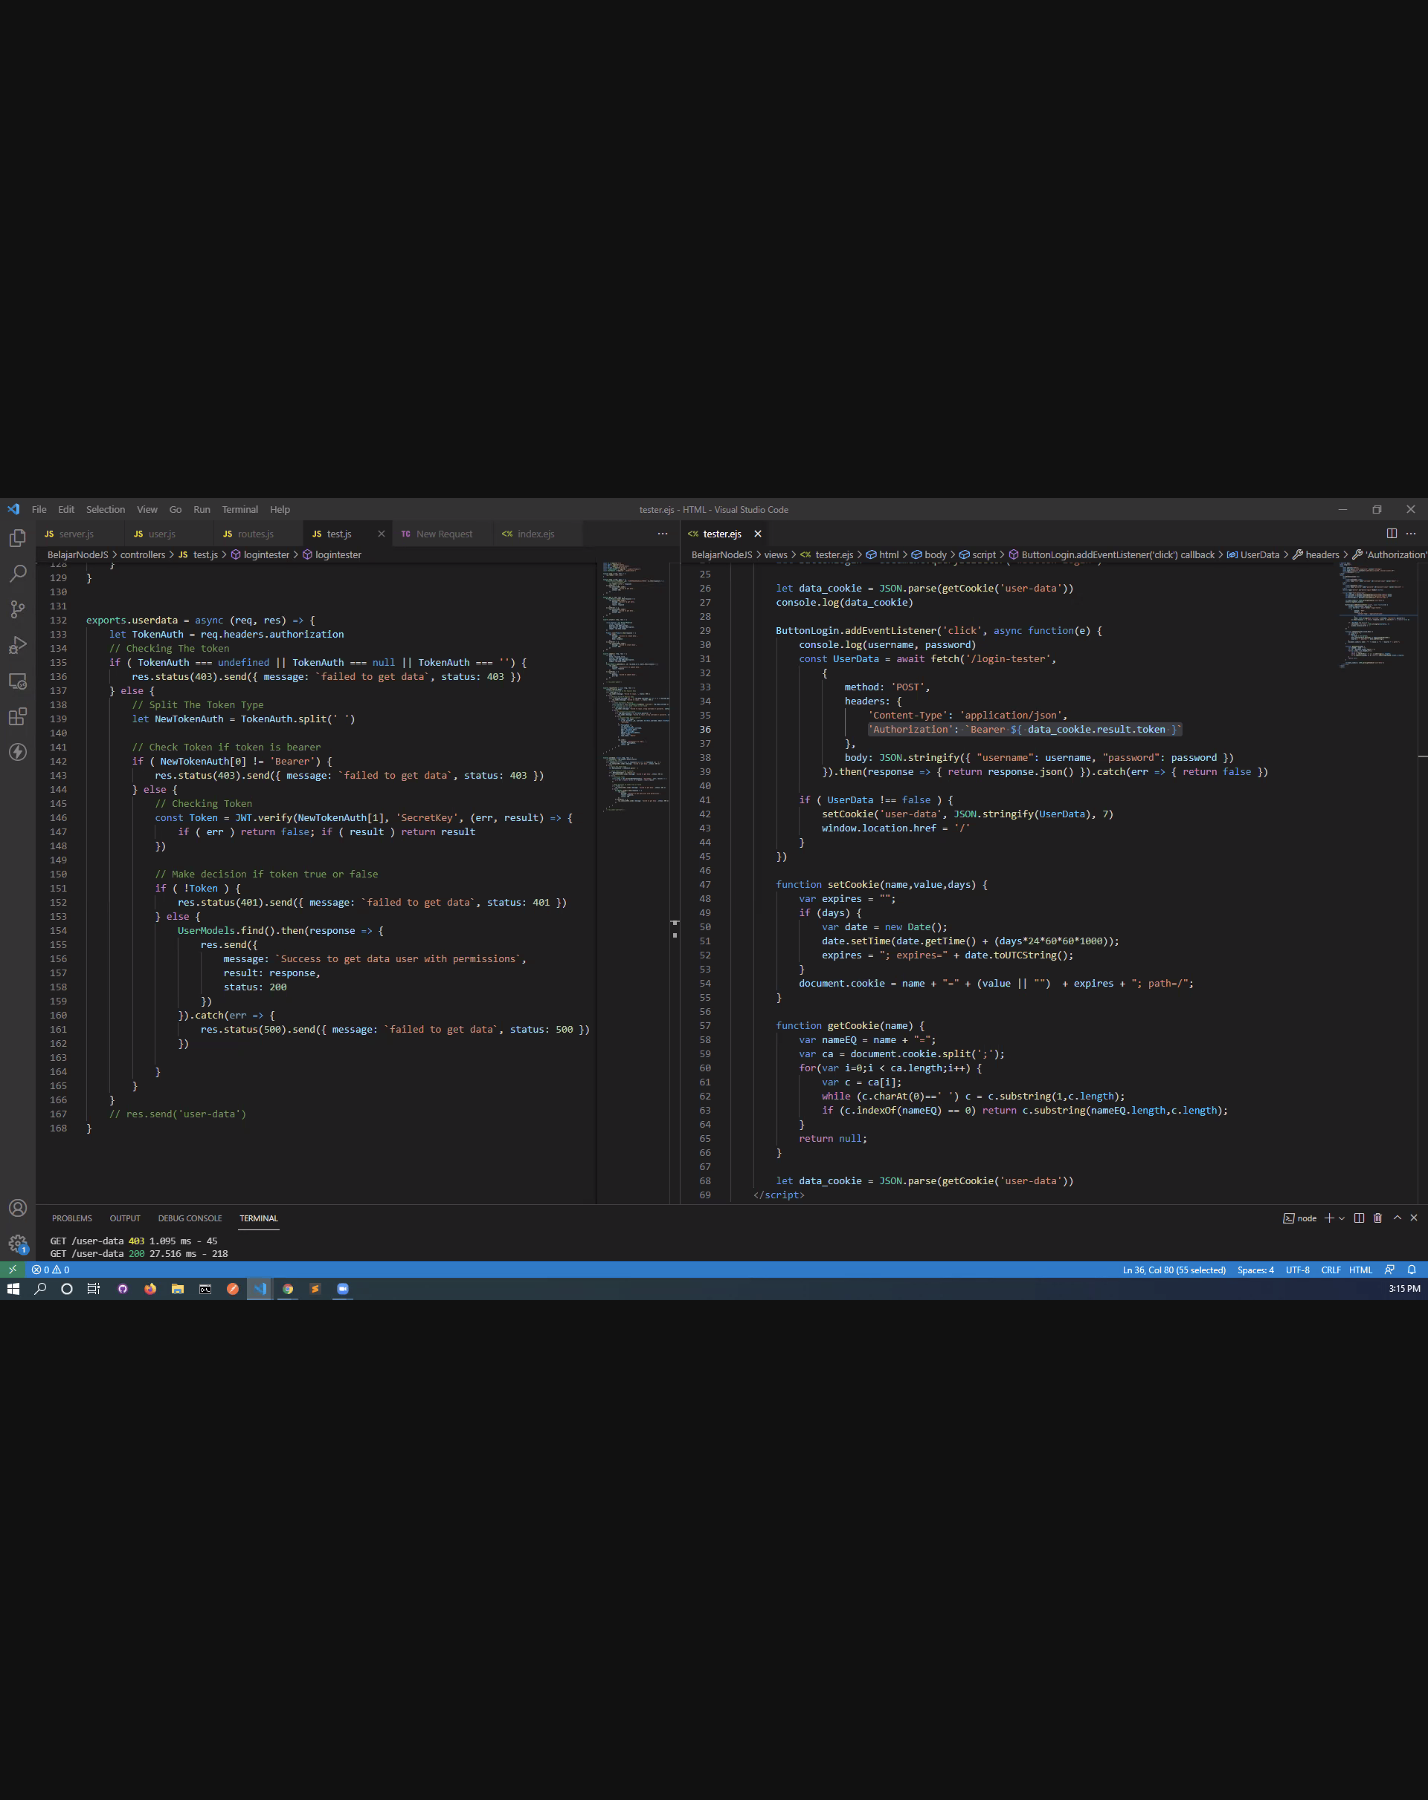 File Edit Selection View Go Run Terminal Help
tester.ejs - HTML - Visual Studio Code
JS server.js
JS user.js
JS routes.js
JS test.js
TC New Request
<% index.ejs
<% tester.ejs
BelajarNodeJS > controllers > JS test.js > logintester > logintester
128 }
129 }
130
131
132 exports.userdata = async (req, res) => {
133 let TokenAuth = req.headers.authorization
134 // Checking The token
135 if ( TokenAuth === undefined || TokenAuth === null || TokenAuth === '') {
136 res.status(403).send({ message: `failed to get data`, status: 403 })
137 } else {
138 // Split The Token Type
139 let NewTokenAuth = TokenAuth.split(' ')
140
141 // Check Token if token is bearer
142 if ( NewTokenAuth[0] != 'Bearer') {
143 res.status(403).send({ message: `failed to get data`, status: 403 })
144 } else {
145 // Checking Token
146 const Token = JWT.verify(NewTokenAuth[1], 'SecretKey', (err, result) => {
147 if ( err ) return false; if ( result ) return result
148 })
149
150 // Make decision if token true or false
151 if ( !Token ) {
152 res.status(401).send({ message: `failed to get data`, status: 401 })
153 } else {
154 UserModels.find().then(response => {
155 res.send({
156 message: `Success to get data user with permissions`,
157 result: response,
158 status: 200
159 })
160 }).catch(err => {
161 res.status(500).send({ message: `failed to get data`, status: 500 })
162 })
163
164 }
165 }
166 }
167 // res.send('user-data')
168 }
BelajarNodeJS > views > <% tester.ejs > html > body > script > ButtonLogin.addEventListener('click') callback > UserData > headers > 'Authorization'
25
26 let data_cookie = JSON.parse(getCookie('user-data'))
27 console.log(data_cookie)
28
29 ButtonLogin.addEventListener('click', async function(e) {
30 console.log(username, password)
31 const UserData = await fetch('/login-tester',
32 {
33 method: 'POST',
34 headers: {
35 'Content-Type': 'application/json',
36 'Authorization': `Bearer ${ data_cookie.result.token }`
37 },
38 body: JSON.stringify({ "username": username, "password": password })
39 }).then(response => { return response.json() }).catch(err => { return false })
40
41 if ( UserData !== false ) {
42 setCookie('user-data', JSON.stringify(UserData), 7)
43 window.location.href = '/'
44 }
45 })
46
47 function setCookie(name,value,days) {
48 var expires = "";
49 if (days) {
50 var date = new Date();
51 date.setTime(date.getTime() + (days*24*60*60*1000));
52 expires = "; expires=" + date.toUTCString();
53 }
54 document.cookie = name + "=" + (value || "") + expires + "; path=/";
55 }
56
57 function getCookie(name) {
58 var nameEQ = name + "=";
59 var ca = document.cookie.split(';');
60 for(var i=0;i < ca.length;i++) {
61 var c = ca[i];
62 while (c.charAt(0)==' ') c = c.substring(1,c.length);
63 if (c.indexOf(nameEQ) == 0) return c.substring(nameEQ.length,c.length);
64 }
65 return null;
66 }
67
68 let data_cookie = JSON.parse(getCookie('user-data'))
69 </script>
PROBLEMS OUTPUT DEBUG CONSOLE TERMINAL
node
GET /user-data 403 1.095 ms - 45
GET /user-data 200 27.516 ms - 218
0 0
Ln 36, Col 80 (55 selected) Spaces: 4 UTF-8 CRLF HTML
1
3:15 PM